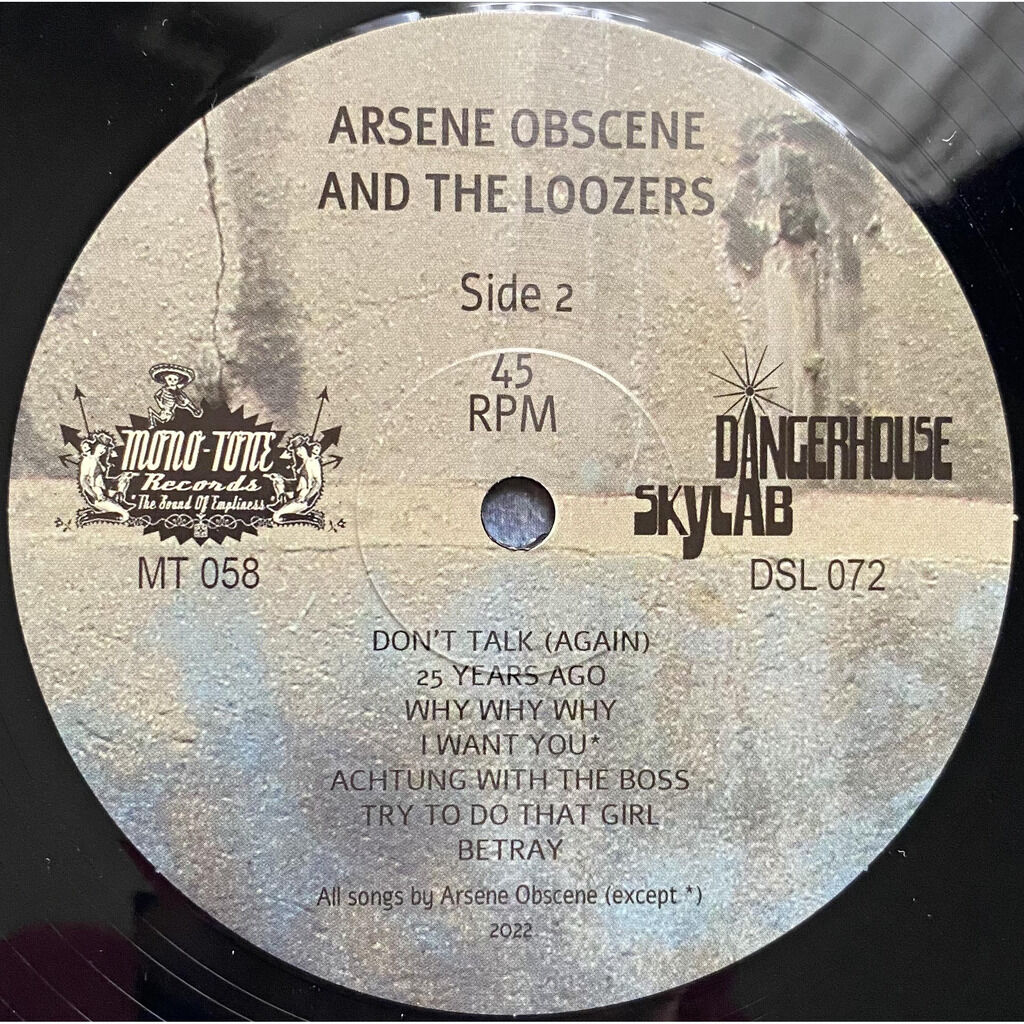 ARSENE OBSCENE
AND THE LOOZERS
Side 2
45
RPM
MONO-TONE
Records
"The Sound Of Emptiness"
MT 058
DANGERHOUSE
SKYLAB
DSL 072
DON'T TALK (AGAIN)
25 YEARS AGO
WHY WHY WHY
I WANT YOU*
ACHTUNG WITH THE BOSS
TRY TO DO THAT GIRL
BETRAY
All songs by Arsene Obscene (except *)
2022